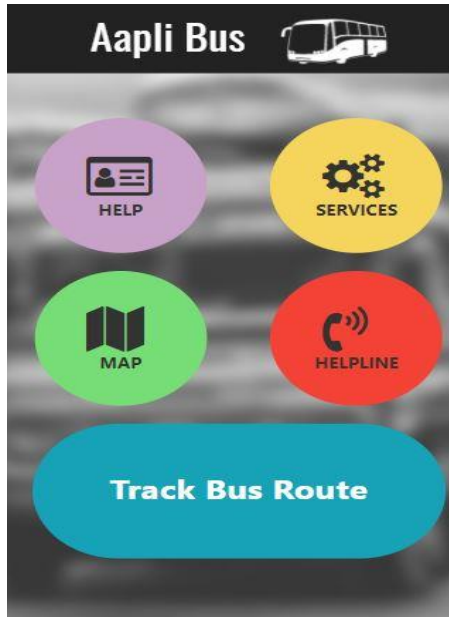 Aapli Bus
HELP
SERVICES
MAP
HELPLINE
Track Bus Route